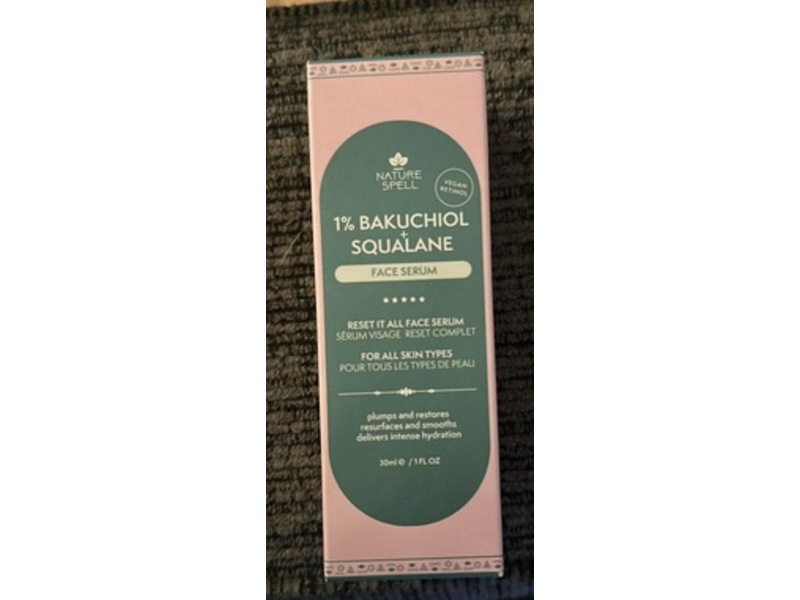 NATURE
SPELL
VEGAN
RETINOL
1% BAKUCHIOL
+
SQUALANE
FACE SERUM
RESET IT ALL FACE SERUM
SÉRUM VISAGE RESET COMPLET
FOR ALL SKIN TYPES
POUR TOUS LES TYPES DE PEAU
plumps and restores
resurfaces and smooths
delivers intense hydration
30ml e / 1 FL OZ